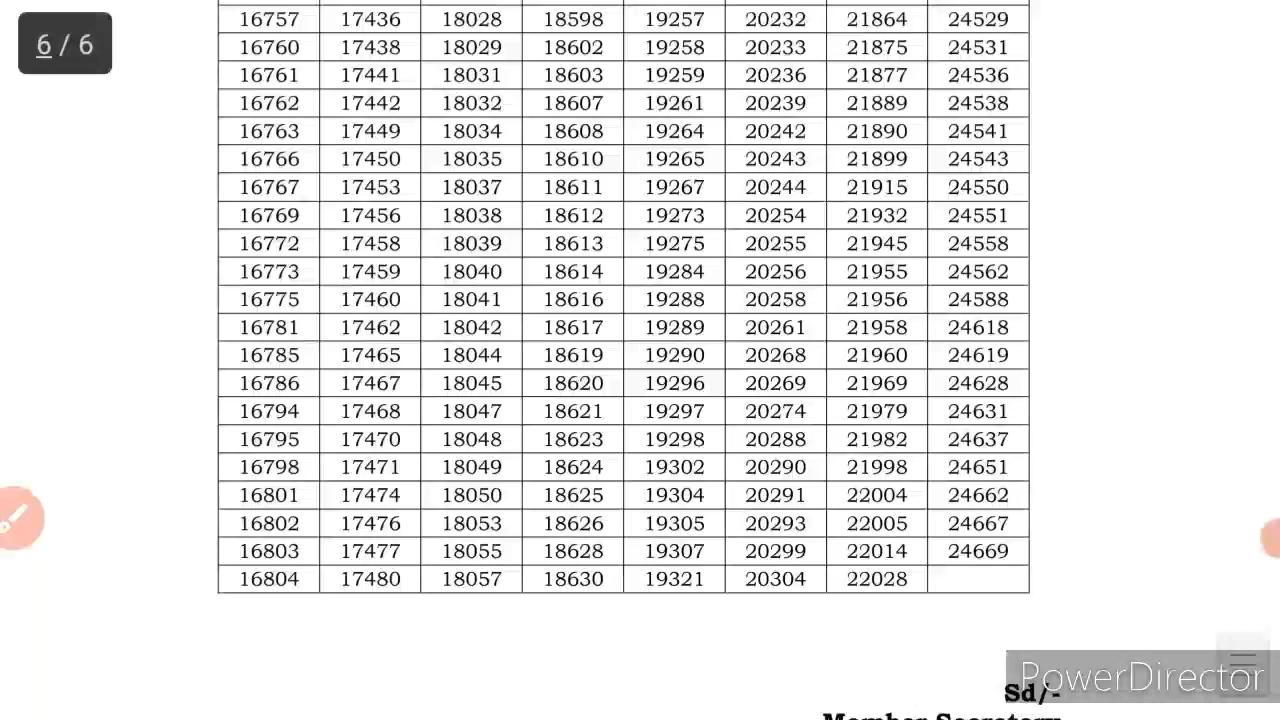 6 / 6
16757 17436 18028 18598 19257 20232 21864 24529
16760 17438 18029 18602 19258 20233 21875 24531
16761 17441 18031 18603 19259 20236 21877 24536
16762 17442 18032 18607 19261 20239 21889 24538
16763 17449 18034 18608 19264 20242 21890 24541
16766 17450 18035 18610 19265 20243 21899 24543
16767 17453 18037 18611 19267 20244 21915 24550
16769 17456 18038 18612 19273 20254 21932 24551
16772 17458 18039 18613 19275 20255 21945 24558
16773 17459 18040 18614 19284 20256 21955 24562
16775 17460 18041 18616 19288 20258 21956 24588
16781 17462 18042 18617 19289 20261 21958 24618
16785 17465 18044 18619 19290 20268 21960 24619
16786 17467 18045 18620 19296 20269 21969 24628
16794 17468 18047 18621 19297 20274 21979 24631
16795 17470 18048 18623 19298 20288 21982 24637
16798 17471 18049 18624 19302 20290 21998 24651
16801 17474 18050 18625 19304 20291 22004 24662
16802 17476 18053 18626 19305 20293 22005 24667
16803 17477 18055 18628 19307 20299 22014 24669
16804 17480 18057 18630 19321 20304 22028
PowerDirector
Sd/-
Member Secretary